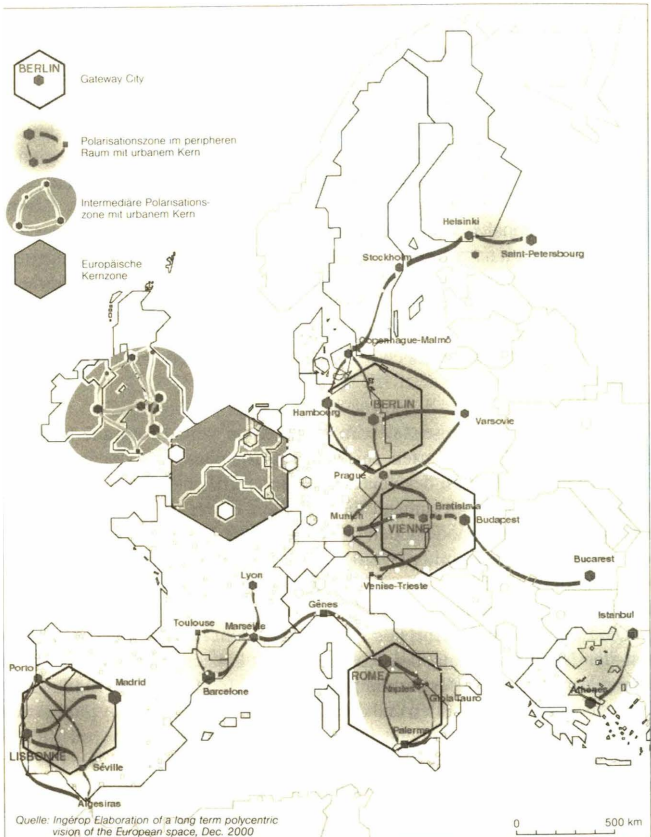 BERLIN
Gateway City
Polarisationszone im peripheren
Raum mit urbanem Kern
Intermediäre Polarisations-
zone mit urbanem Kern
Europäische
Kernzone
Helsinki
Stockholm
Saint-Petersbourg
Copenhague-Malmö
Hambourg
BERLIN
Varsovie
Prague
Munich
Bratislava
VIENNE
Budapest
Venise-Trieste
Bucarest
Lyon
Gênes
Toulouse
Marseille
Istanbul
Porto
Madrid
Barcelone
ROME
Naples
Gioia Tauro
Athènes
Palerme
LISBONNE
Séville
Algesiras
Quelle: Ingérop Elaboration of a long term polycentric
vision of the European space, Dec. 2000
0 500 km